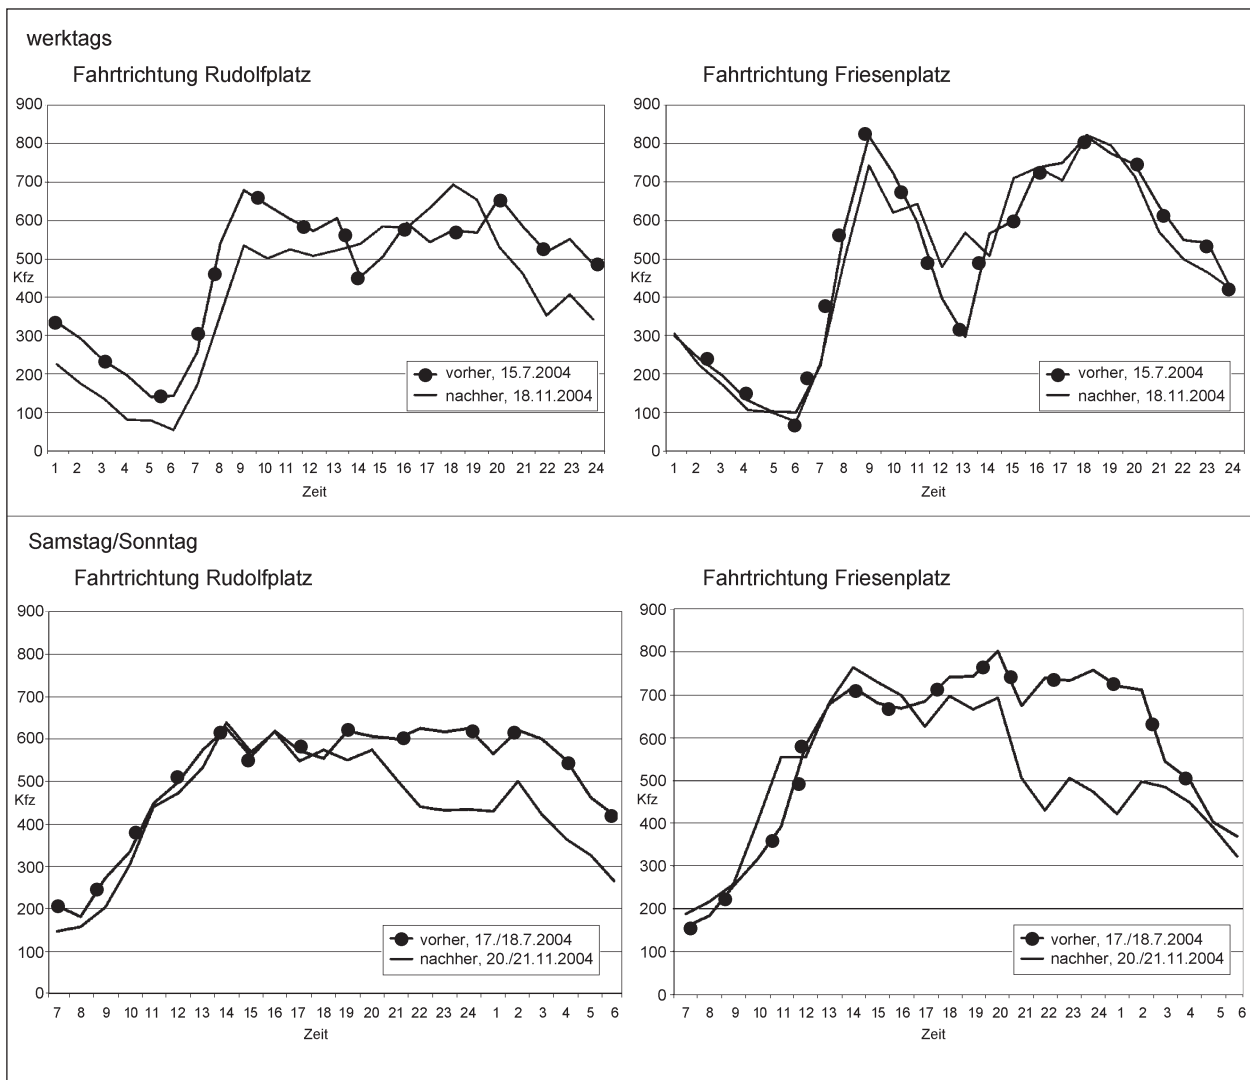 werktags
Fahrtrichtung Rudolfplatz
900
800
700
600
500
Kfz
400
300
200
100
0
1 2 3 4 5 6 7 8 9 10 11 12 13 14 15 16 17 18 19 20 21 22 23 24
Zeit
vorher, 15.7.2004
nachher, 18.11.2004
Fahrtrichtung Friesenplatz
900
800
700
600
500
Kfz
400
300
200
100
0
1 2 3 4 5 6 7 8 9 10 11 12 13 14 15 16 17 18 19 20 21 22 23 24
Zeit
vorher, 15.7.2004
nachher, 18.11.2004
Samstag/Sonntag
Fahrtrichtung Rudolfplatz
900
800
700
600
500
Kfz
400
300
200
100
0
7 8 9 10 11 12 13 14 15 16 17 18 19 20 21 22 23 24 1 2 3 4 5 6
Zeit
vorher, 17./18.7.2004
nachher, 20./21.11.2004
Fahrtrichtung Friesenplatz
900
800
700
600
500
Kfz
400
300
200
100
0
7 8 9 10 11 12 13 14 15 16 17 18 19 20 21 22 23 24 1 2 3 4 5 6
Zeit
vorher, 17./18.7.2004
nachher, 20./21.11.2004